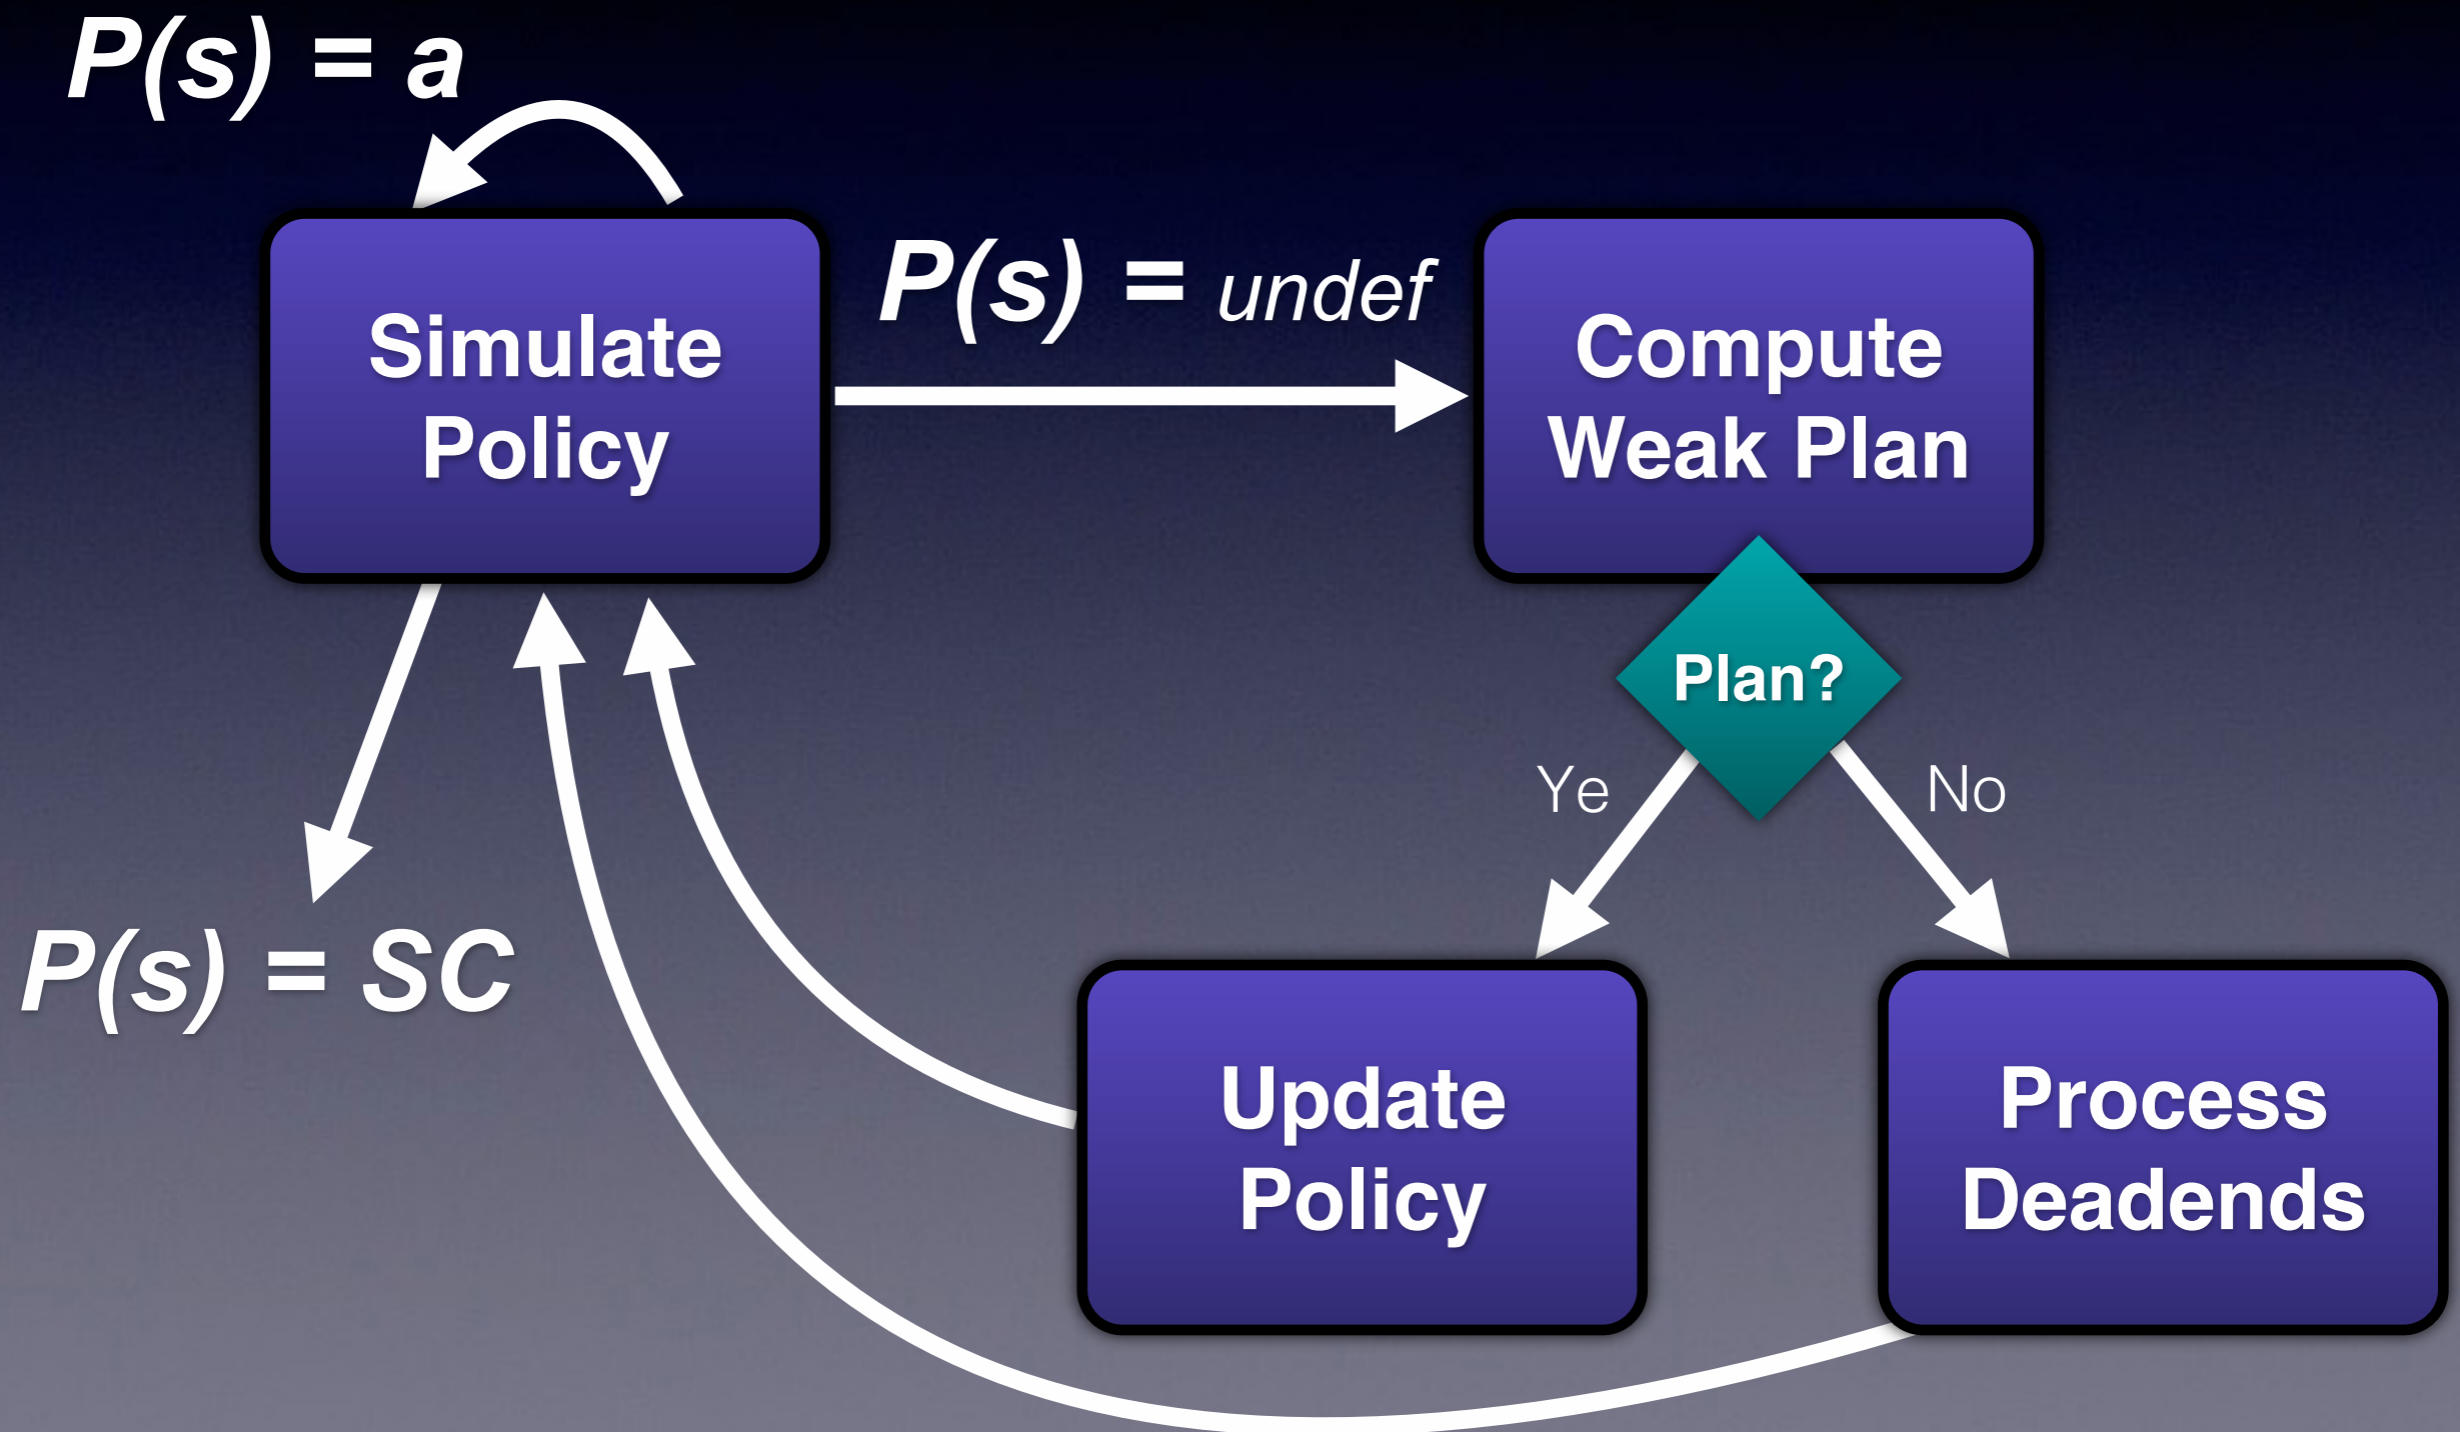 P(s) = a
Simulate
Policy
P(s) = undef
Compute
Weak Plan
Plan?
Ye
No
P(s) = SC
Update
Policy
Process
Deadends